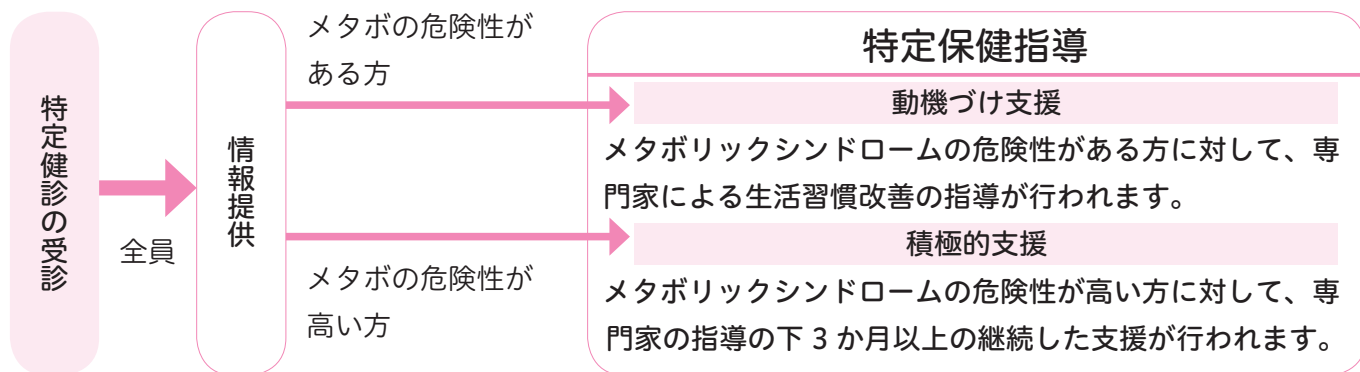 特定健診の受診
全員
情報提供
メタボの危険性が
ある方
メタボの危険性が
高い方
特定保健指導
動機づけ支援
メタボリックシンドロームの危険性がある方に対して、専
門家による生活習慣改善の指導が行われます。
積極的支援
メタボリックシンドロームの危険性が高い方に対して、専
門家の指導の下 3 か月以上の継続した支援が行われます。